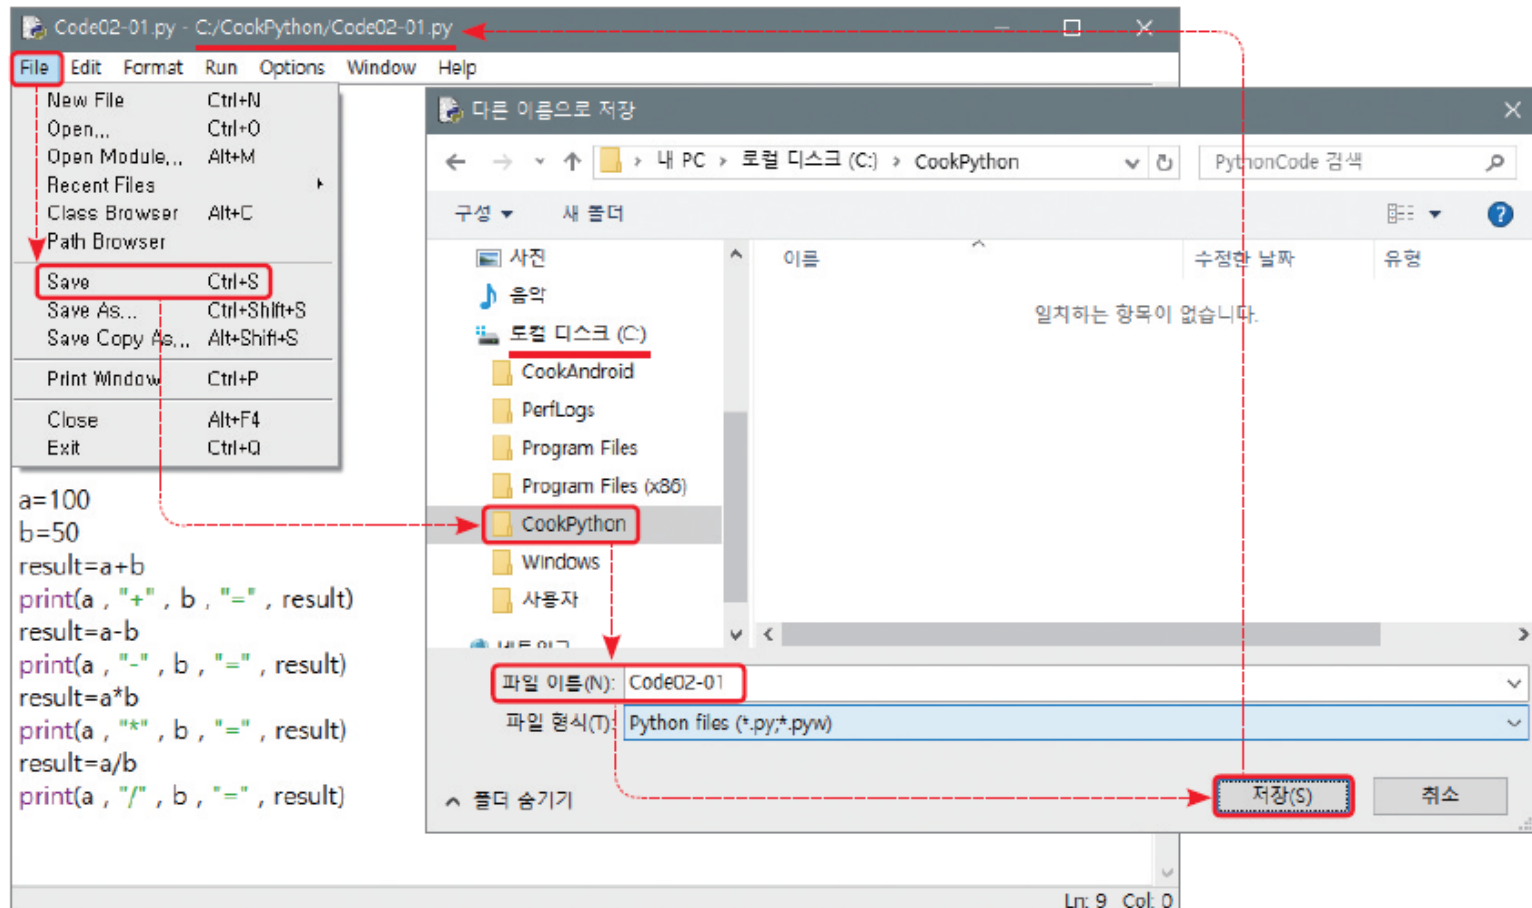 Code02-01.py - C:/CookPython/Code02-01.py
File Edit Format Run Options Window Help
New File Ctrl+N
Open... Ctrl+O
Open Module... Alt+M
Recent Files
Class Browser Alt+C
Path Browser
Save Ctrl+S
Save As... Ctrl+Shift+S
Save Copy As... Alt+Shift+S
Print Window Ctrl+P
Close Alt+F4
Exit Ctrl+Q
a=100
b=50
result=a+b
print(a , "+" , b , "=" , result)
result=a-b
print(a , "-" , b , "=" , result)
result=a*b
print(a , "*" , b , "=" , result)
result=a/b
print(a , "/" , b , "=" , result)
다른 이름으로 저장
내 PC › 로컬 디스크 (C:) › CookPython
PythonCode 검색
구성 새 폴더
이름 수정한 날짜 유형
일치하는 항목이 없습니다.
사진
음악
로컬 디스크 (C:)
CookAndroid
PerfLogs
Program Files
Program Files (x86)
CookPython
Windows
사용자
파일 이름(N): Code02-01
파일 형식(T): Python files (*.py;*.pyw)
폴더 숨기기
저장(S) 취소
Ln: 9 Col: 0